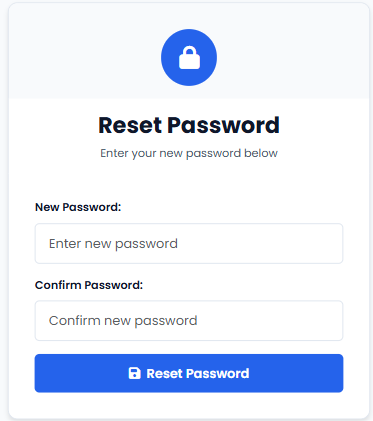 Reset Password
Enter your new password below
New Password:
Enter new password
Confirm Password:
Confirm new password
Reset Password